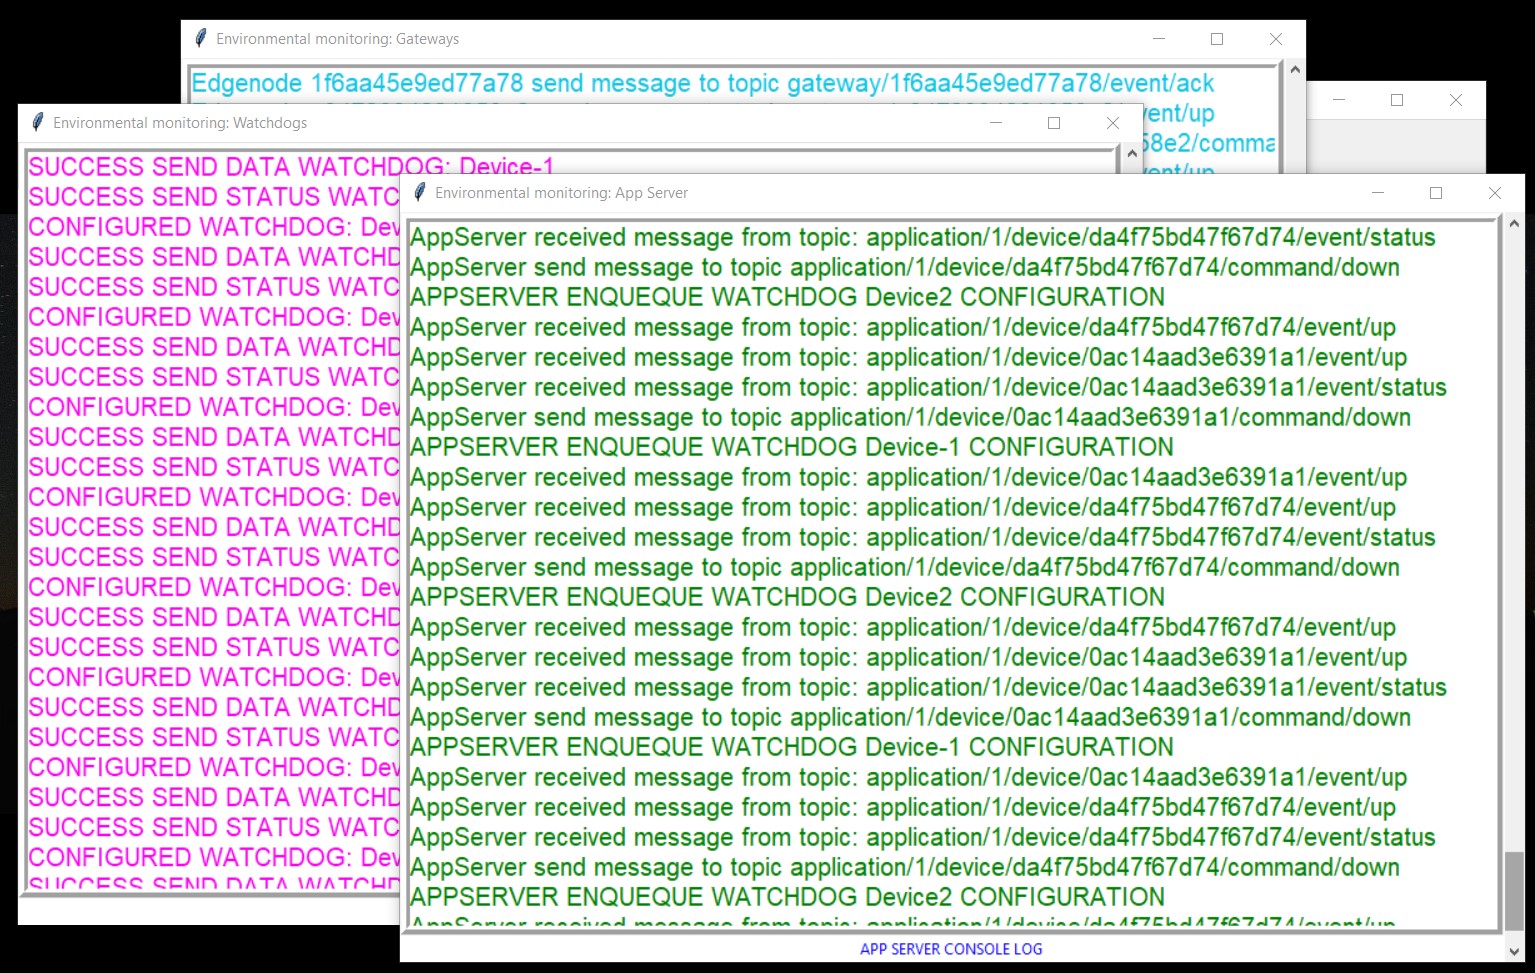 Environmental monitoring: Gateways
Edgenode 1f6aa45e9ed77a78 send message to topic gateway/1f6aa45e9ed77a78/event/ack
/event/up
58e2/comma
Environmental monitoring: Watchdogs
SUCCESS SEND DATA WATCHDOG: Device-1
SUCCESS SEND STATUS WATC
CONFIGURED WATCHDOG: Dev
SUCCESS SEND DATA WATCHD
SUCCESS SEND STATUS WATC
CONFIGURED WATCHDOG: Dev
SUCCESS SEND DATA WATCHD
SUCCESS SEND STATUS WATC
CONFIGURED WATCHDOG: Dev
SUCCESS SEND DATA WATCHD
SUCCESS SEND STATUS WATC
CONFIGURED WATCHDOG: Dev
SUCCESS SEND DATA WATCHD
SUCCESS SEND STATUS WATC
CONFIGURED WATCHDOG: Dev
SUCCESS SEND DATA WATCHD
SUCCESS SEND STATUS WATC
CONFIGURED WATCHDOG: Dev
SUCCESS SEND DATA WATCHD
SUCCESS SEND STATUS WATC
CONFIGURED WATCHDOG: Dev
SUCCESS SEND DATA WATCHD
SUCCESS SEND STATUS WATC
CONFIGURED WATCHDOG: Dev
SUCCESS SEND DATA WATCHD
Environmental monitoring: App Server
AppServer received message from topic: application/1/device/da4f75bd47f67d74/event/status
AppServer send message to topic application/1/device/da4f75bd47f67d74/command/down
APPSERVER ENQUEQUE WATCHDOG Device2 CONFIGURATION
AppServer received message from topic: application/1/device/da4f75bd47f67d74/event/up
AppServer received message from topic: application/1/device/0ac14aad3e6391a1/event/up
AppServer received message from topic: application/1/device/0ac14aad3e6391a1/event/status
AppServer send message to topic application/1/device/0ac14aad3e6391a1/command/down
APPSERVER ENQUEQUE WATCHDOG Device-1 CONFIGURATION
AppServer received message from topic: application/1/device/0ac14aad3e6391a1/event/up
AppServer received message from topic: application/1/device/da4f75bd47f67d74/event/up
AppServer received message from topic: application/1/device/da4f75bd47f67d74/event/status
AppServer send message to topic application/1/device/da4f75bd47f67d74/command/down
APPSERVER ENQUEQUE WATCHDOG Device2 CONFIGURATION
AppServer received message from topic: application/1/device/da4f75bd47f67d74/event/up
AppServer received message from topic: application/1/device/0ac14aad3e6391a1/event/up
AppServer received message from topic: application/1/device/0ac14aad3e6391a1/event/status
AppServer send message to topic application/1/device/0ac14aad3e6391a1/command/down
APPSERVER ENQUEQUE WATCHDOG Device-1 CONFIGURATION
AppServer received message from topic: application/1/device/0ac14aad3e6391a1/event/up
AppServer received message from topic: application/1/device/da4f75bd47f67d74/event/up
AppServer received message from topic: application/1/device/da4f75bd47f67d74/event/status
AppServer send message to topic application/1/device/da4f75bd47f67d74/command/down
APPSERVER ENQUEQUE WATCHDOG Device2 CONFIGURATION
AppServer received message from topic: application/1/device/da4f75bd47f67d74/event/up
APP SERVER CONSOLE LOG